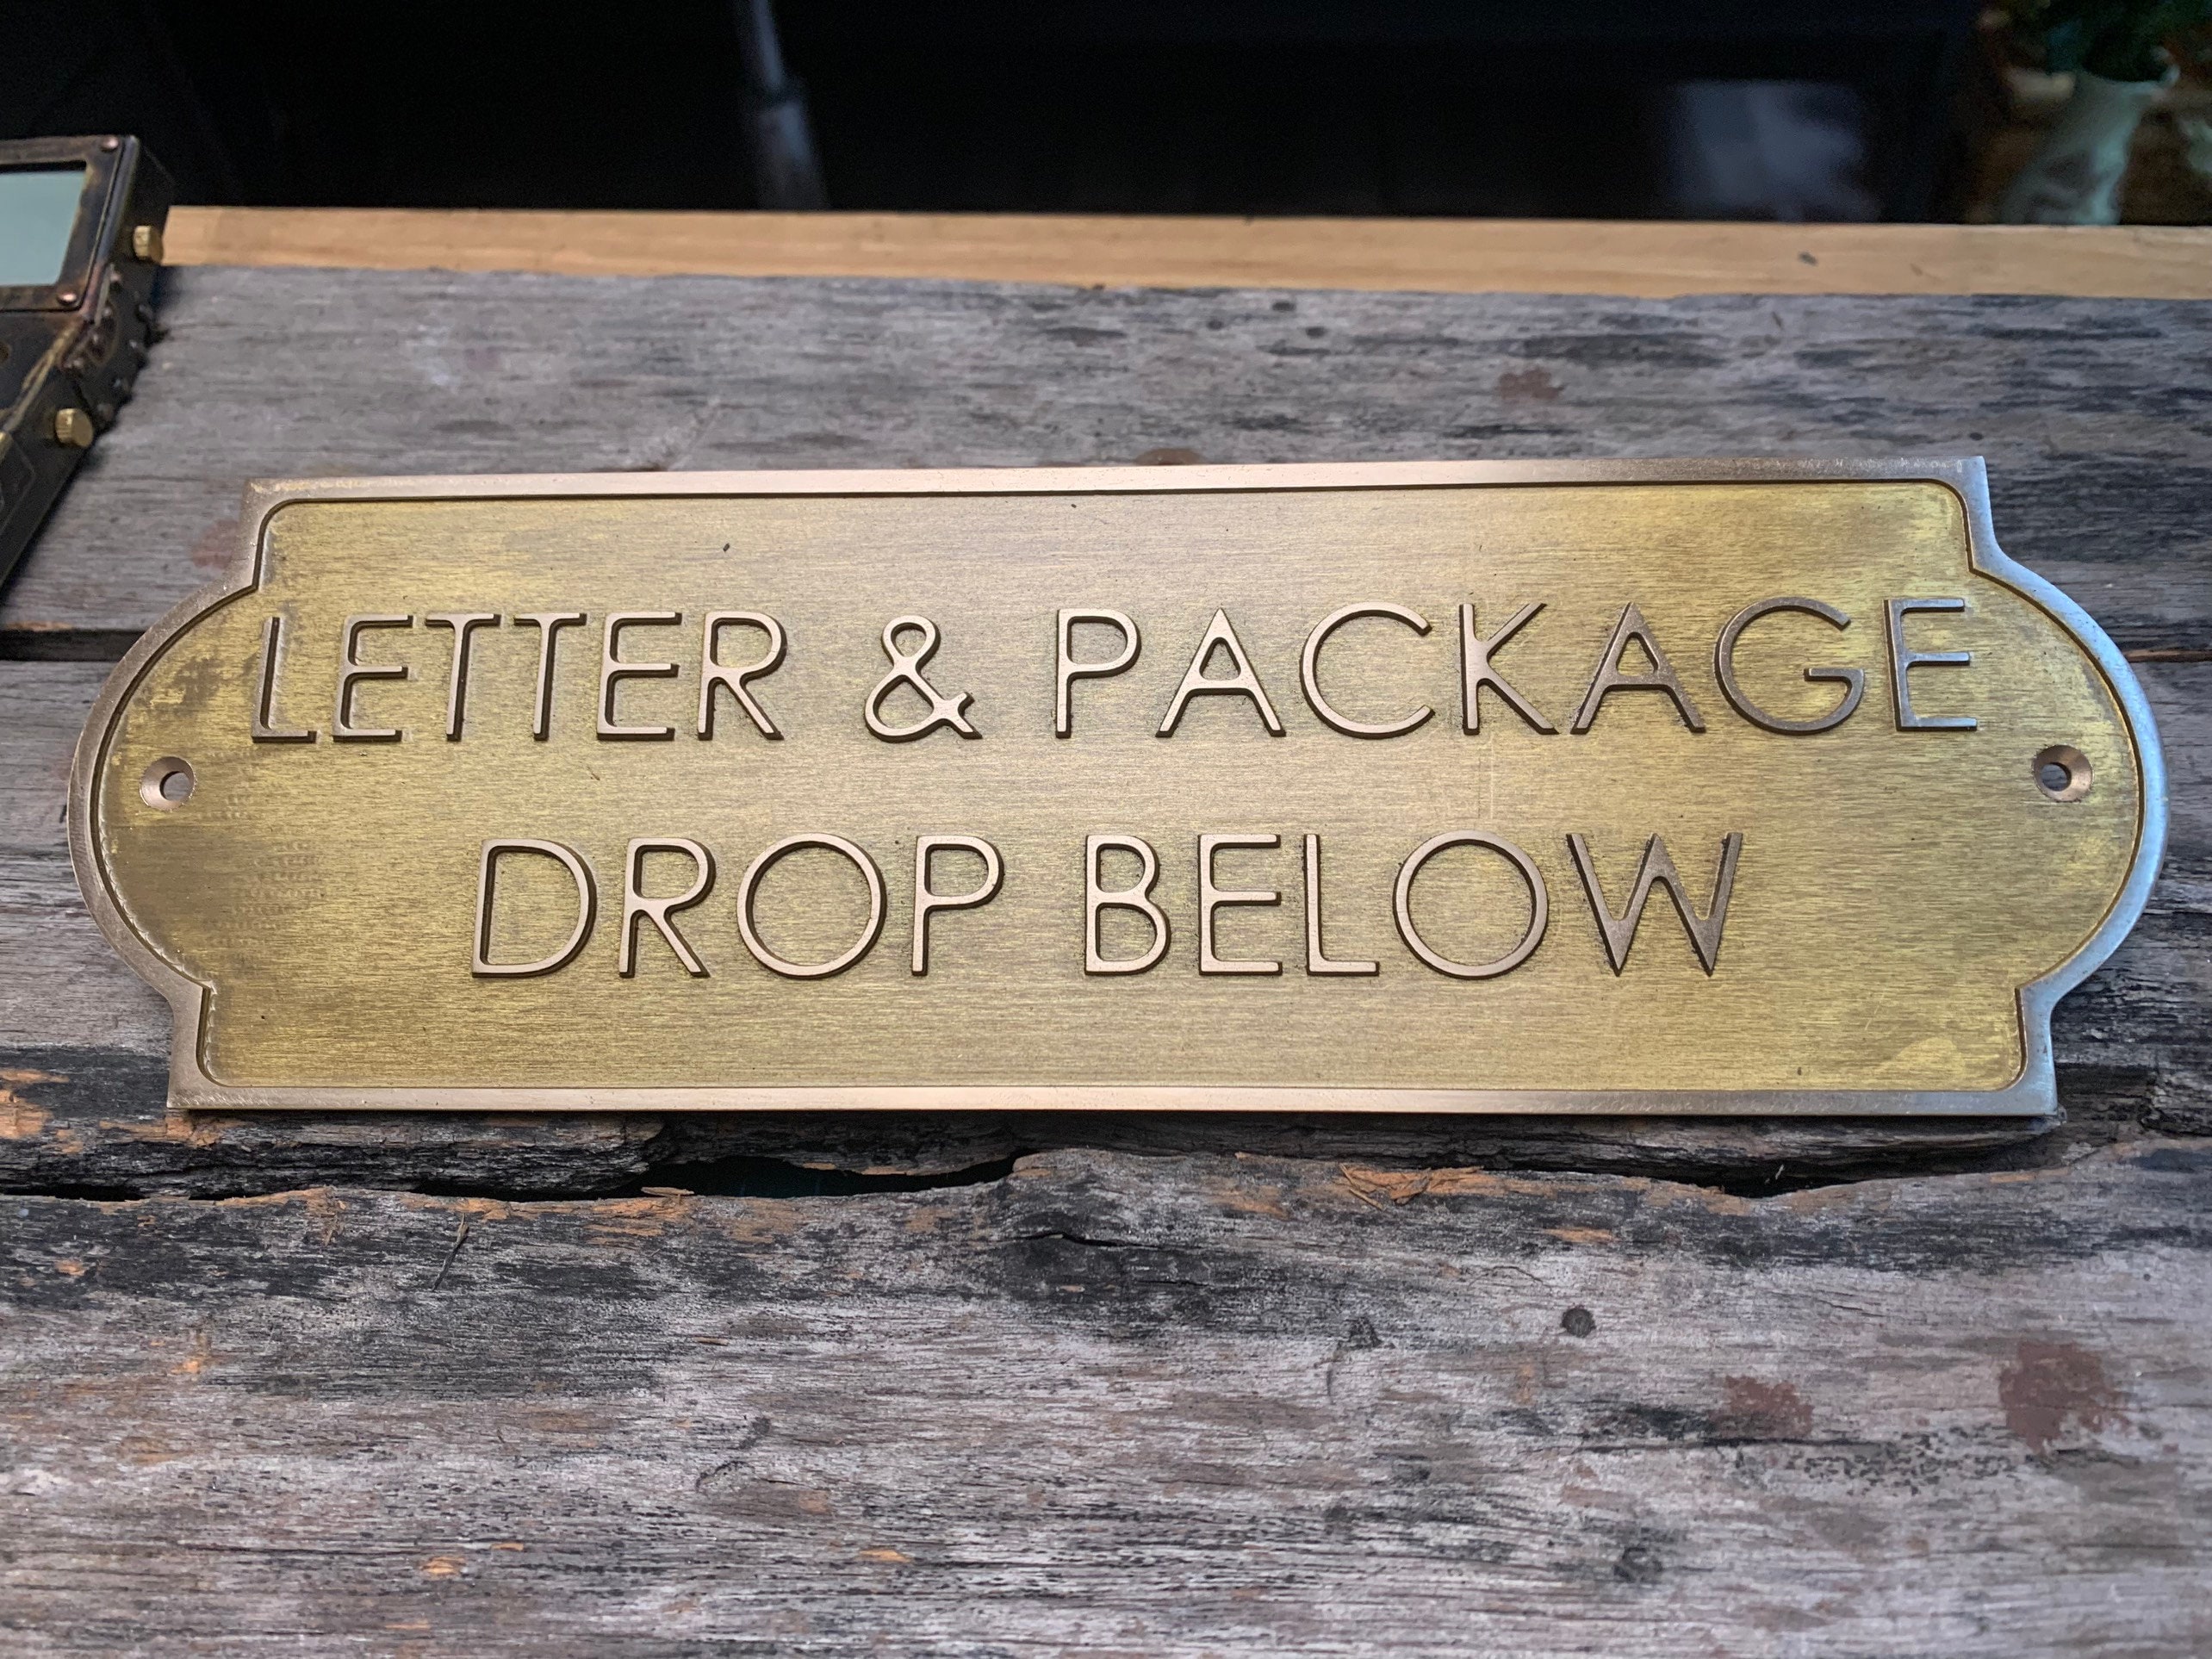 LETTER & PACKAGE
DROP BELOW